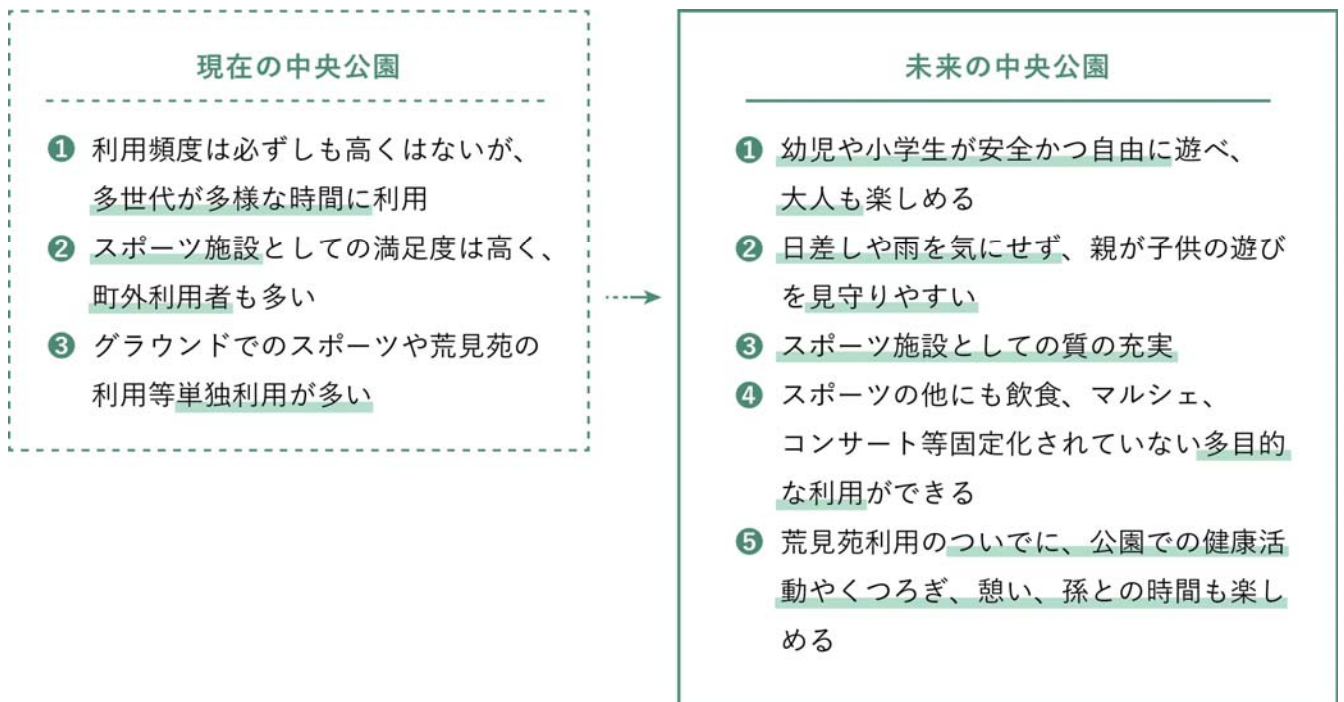 現在の中央公園
❶ 利用頻度は必ずしも高くはないが、
多世代が多様な時間に利用
❷ スポーツ施設としての満足度は高く、
町外利用者も多い
❸ グラウンドでのスポーツや荒見苑の
利用等単独利用が多い
未来の中央公園
❶ 幼児や小学生が安全かつ自由に遊べ、
大人も楽しめる
❷ 日差しや雨を気にせず、親が子供の遊び
を見守りやすい
❸ スポーツ施設としての質の充実
❹ スポーツの他にも飲食、マルシェ、
コンサート等固定化されていない多目的
な利用ができる
❺ 荒見苑利用のついでに、公園での健康活
動やくつろぎ、憩い、孫との時間も楽し
める